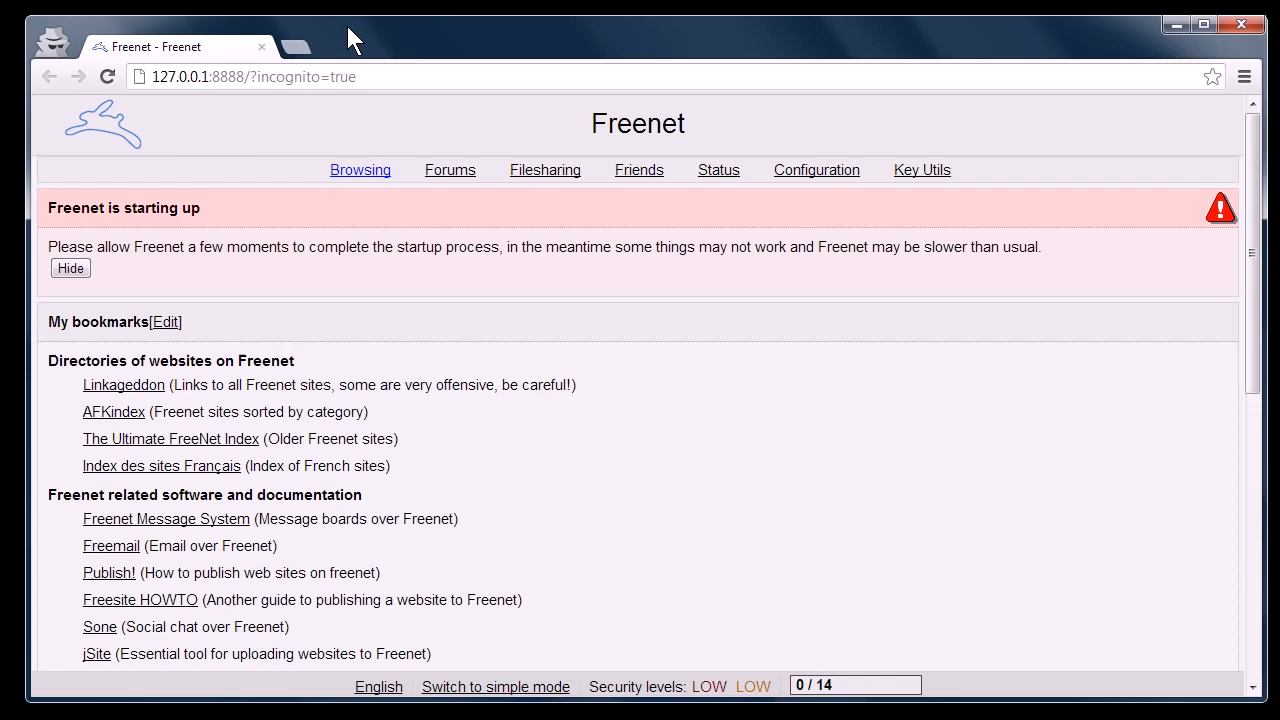 Freenet - Freenet
127.0.0.1:8888/?incognito=true
Freenet
Browsing Forums Filesharing Friends Status Configuration Key Utils
Freenet is starting up
Please allow Freenet a few moments to complete the startup process, in the meantime some things may not work and Freenet may be slower than usual.
Hide
My bookmarks[Edit]
Directories of websites on Freenet
Linkageddon (Links to all Freenet sites, some are very offensive, be careful!)
AFKindex (Freenet sites sorted by category)
The Ultimate FreeNet Index (Older Freenet sites)
Index des sites Français (Index of French sites)
Freenet related software and documentation
Freenet Message System (Message boards over Freenet)
Freemail (Email over Freenet)
Publish! (How to publish web sites on freenet)
Freesite HOWTO (Another guide to publishing a website to Freenet)
Sone (Social chat over Freenet)
jSite (Essential tool for uploading websites to Freenet)
English Switch to simple mode Security levels: LOW LOW 0 / 14